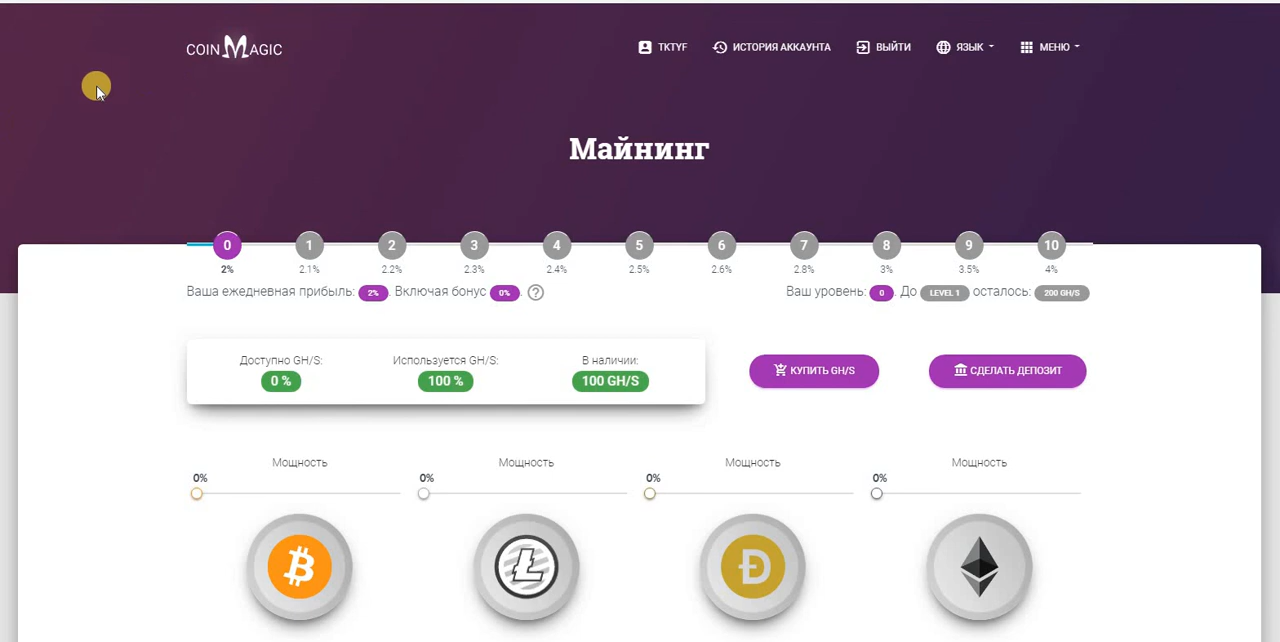 COIN MAGIC
TKTYF ИСТОРИЯ АККАУНТА ВЫЙТИ ЯЗЫК МЕНЮ
Майнинг
0 1 2 3 4 5 6 7 8 9 10
2% 2.1% 2.2% 2.3% 2.4% 2.5% 2.6% 2.8% 3% 3.5% 4%
Ваша ежедневная прибыль: 2% . Включая бонус 0% . ?
Ваш уровень: 0 . До LEVEL 1 осталось: 200 GH/S
Доступно GH/S: Используется GH/S: В наличии:
0 % 100 % 100 GH/S
КУПИТЬ GH/S СДЕЛАТЬ ДЕПОЗИТ
Мощность Мощность Мощность Мощность
0% 0% 0% 0%